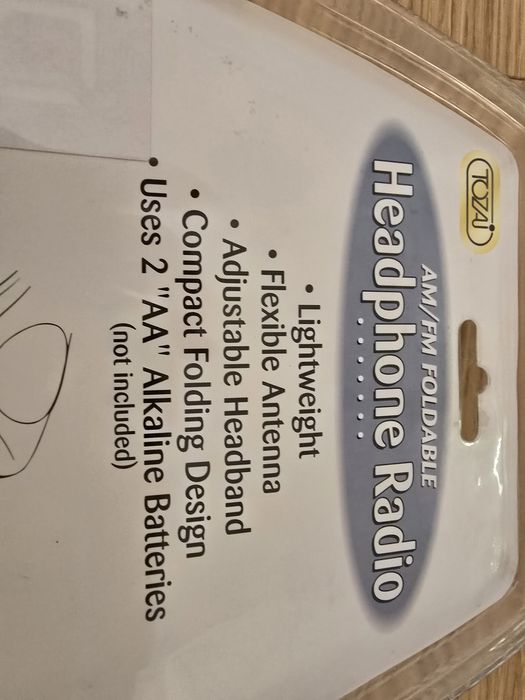 TOZAI
AM/FM FOLDABLE
Headphone Radio
• Lightweight
• Flexible Antenna
• Adjustable Headband
• Compact Folding Design
• Uses 2 "AA" Alkaline Batteries
(not included)